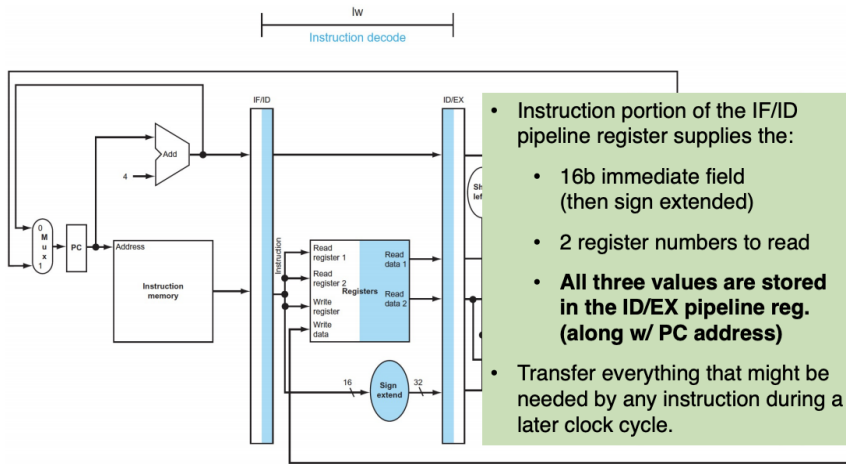 lw
Instruction decode
IF/ID
ID/EX
Add
4
0
M
u
x
1
PC
Address
Instruction
memory
Instruction
Read
register 1
Read
register 2
Write
register
Write
data
Registers
Read
data 1
Read
data 2
16
Sign
extend
32
• Instruction portion of the IF/ID
pipeline register supplies the:
• 16b immediate field
(then sign extended)
• 2 register numbers to read
• All three values are stored
in the ID/EX pipeline reg.
(along w/ PC address)
• Transfer everything that might be
needed by any instruction during a
later clock cycle.